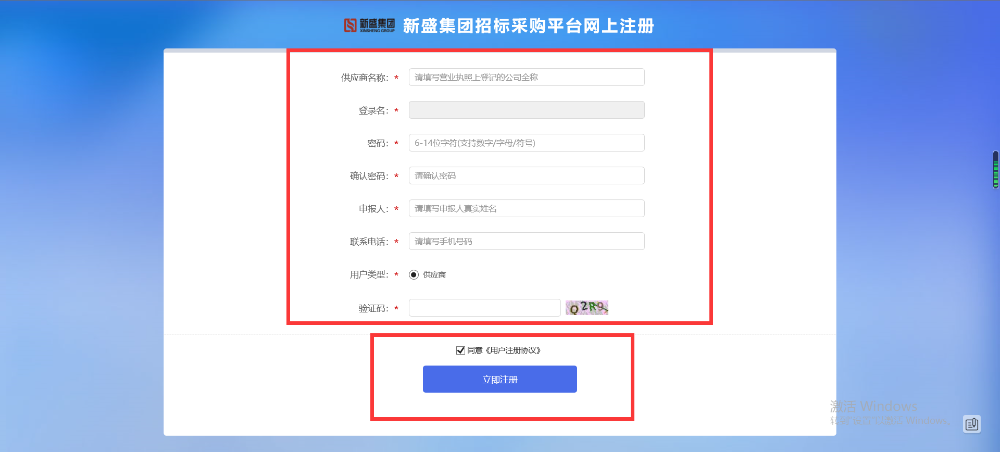 新盛集团
XINSHENG GROUP
新盛集团招标采购平台网上注册
供应商名称：* 请填写营业执照上登记的公司全称
登录名：*
密码：* 6-14位字符(支持数字/字母/符号)
确认密码：* 请确认密码
申报人：* 请填写申报人真实姓名
联系电话：* 请填写手机号码
用户类型：* 供应商
验证码：* Q2R9
同意《用户注册协议》
立即注册
激活 Windows
转到"设置"以激活 Windows。